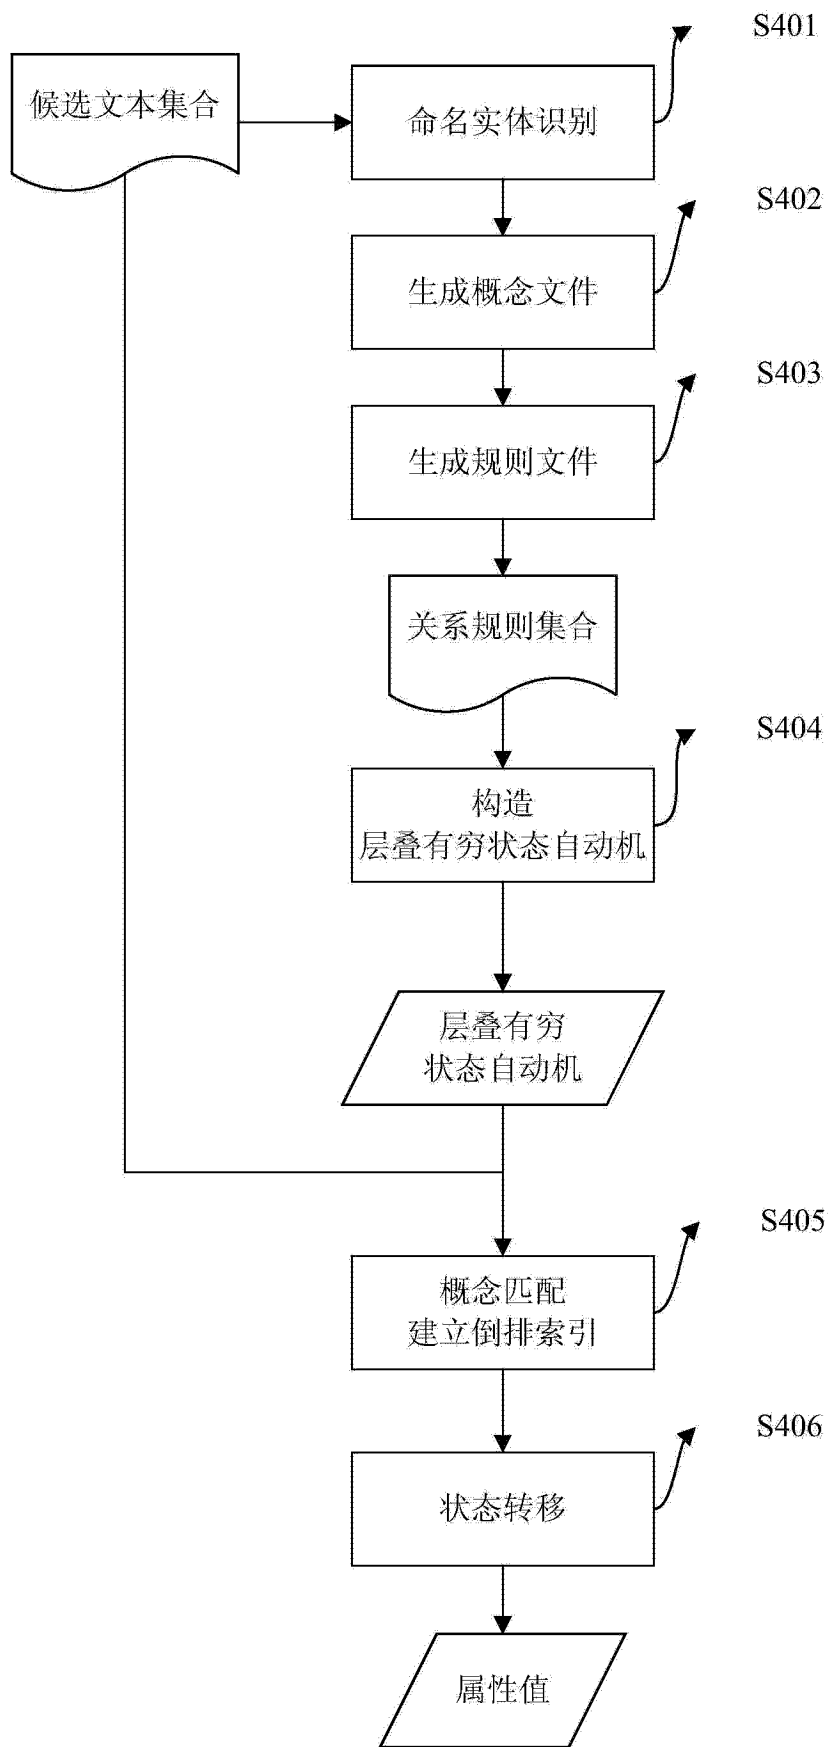 S401
候选文本集合
命名实体识别
S402
生成概念文件
S403
生成规则文件
关系规则集合
S404
构造
层叠有穷状态自动机
层叠有穷
状态自动机
S405
概念匹配
建立倒排索引
S406
状态转移
属性值